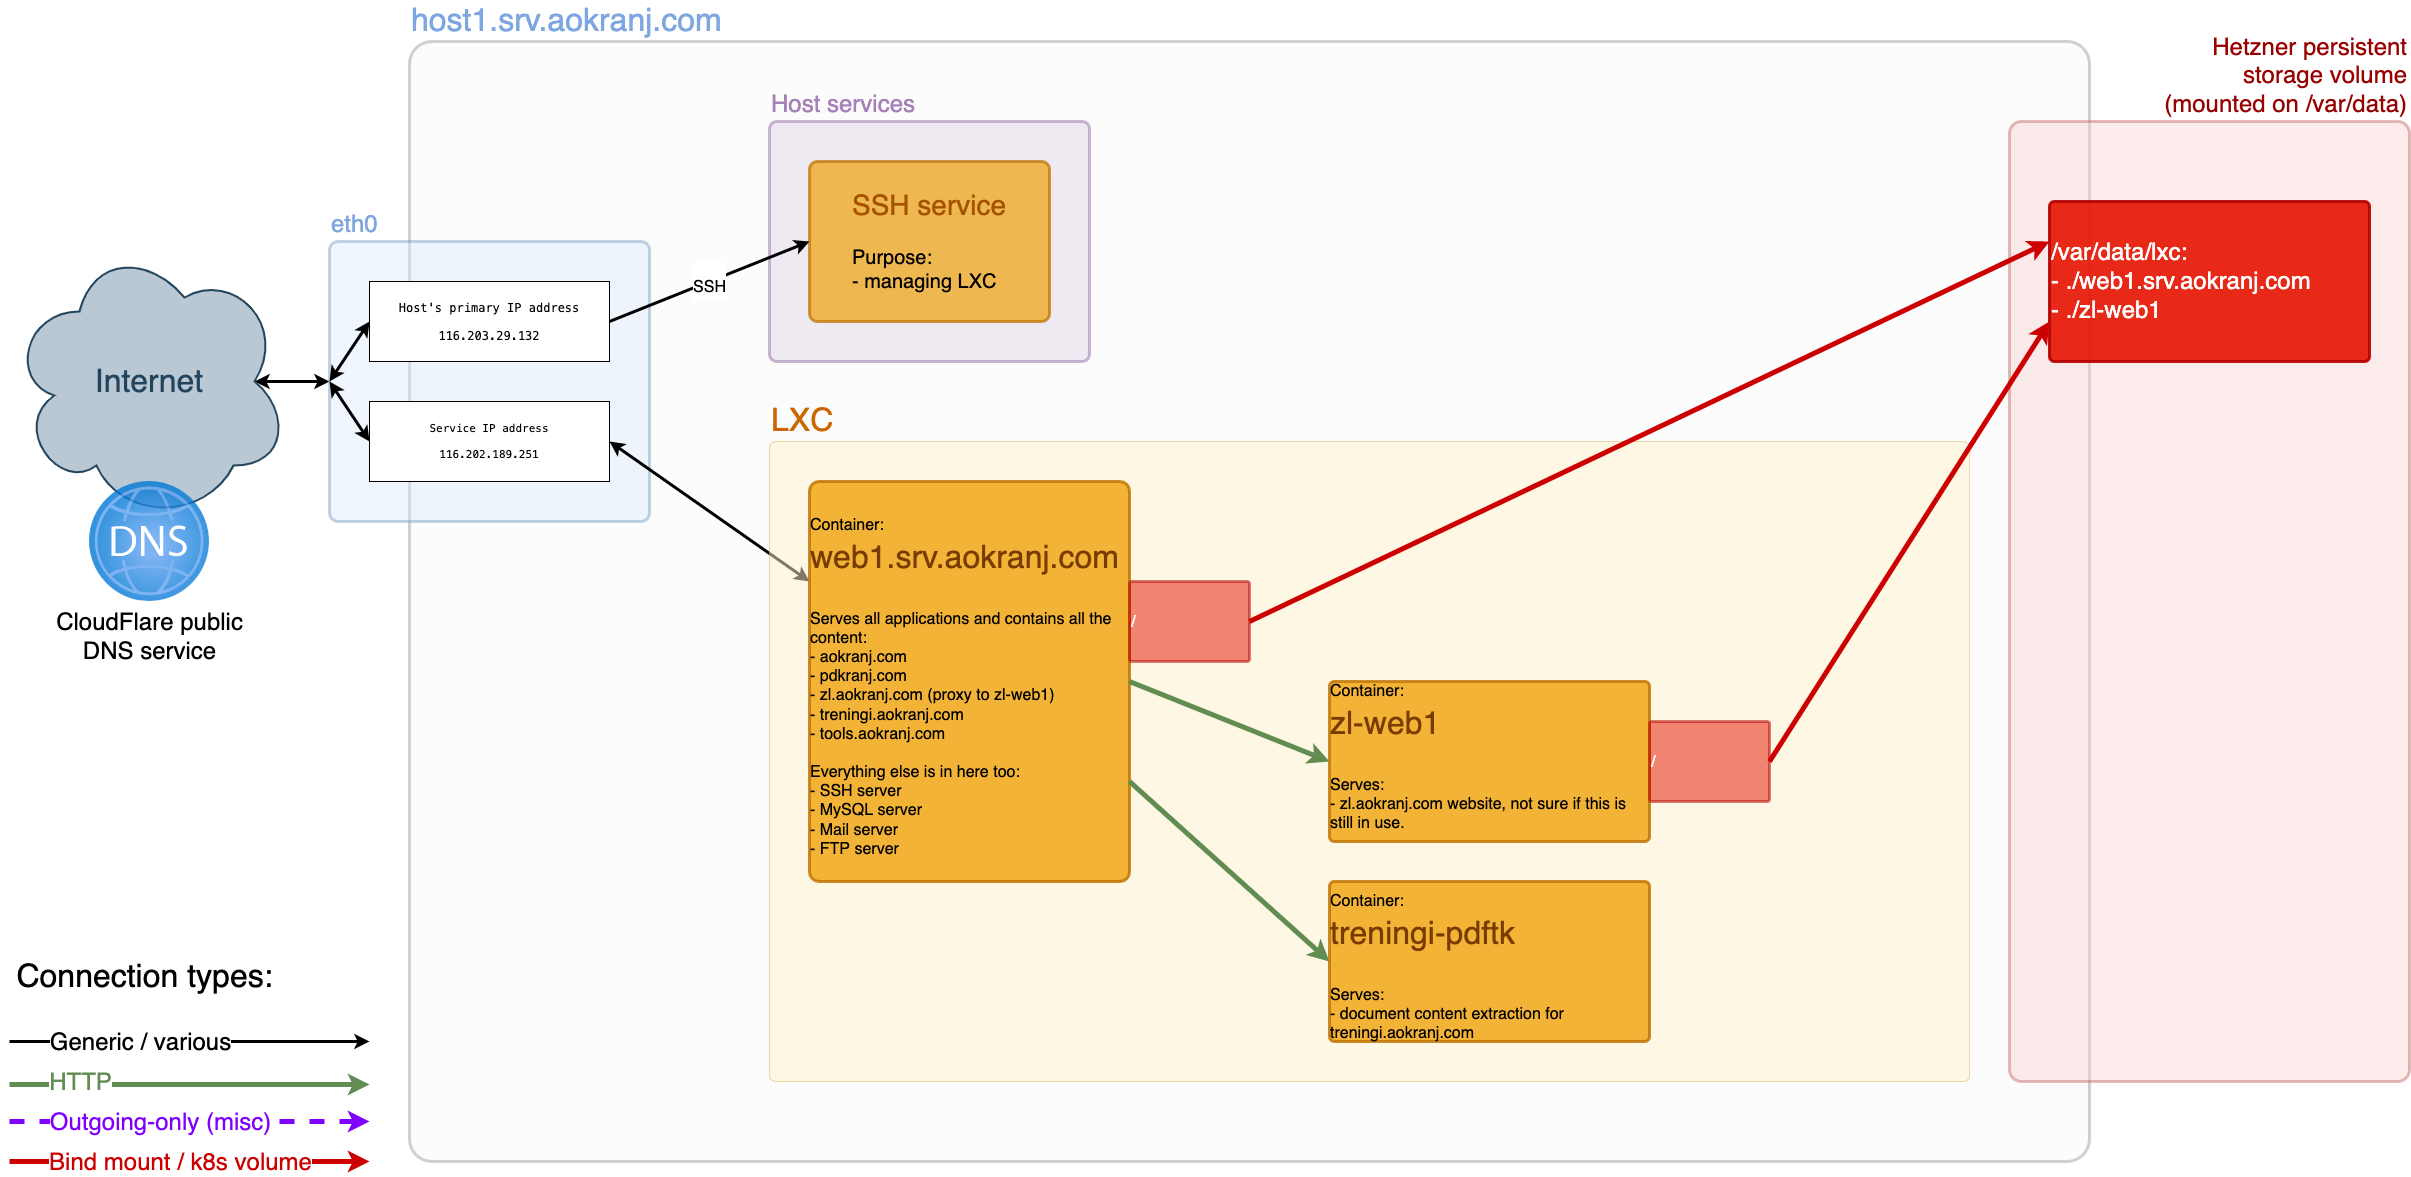 host1.srv.aokranj.com
Hetzner persistent
storage volume
(mounted on /var/data)
Host services
SSH service
Purpose:
- managing LXC
eth0
Host's primary IP address
116.203.29.132
SSH
Service IP address
116.202.189.251
Internet
DNS
CloudFlare public
DNS service
/var/data/lxc:
- ./web1.srv.aokranj.com
- ./zl-web1
LXC
Container:
web1.srv.aokranj.com
Serves all applications and contains all the
content:
- aokranj.com
- pdkranj.com
- zl.aokranj.com (proxy to zl-web1)
- treningi.aokranj.com
- tools.aokranj.com
Everything else is in here too:
- SSH server
- MySQL server
- Mail server
- FTP server
/
Container:
zl-web1
Serves:
- zl.aokranj.com website, not sure if this is
still in use.
/
Container:
treningi-pdftk
Serves:
- document content extraction for
treningi.aokranj.com
Connection types:
Generic / various
HTTP
Outgoing-only (misc)
Bind mount / k8s volume